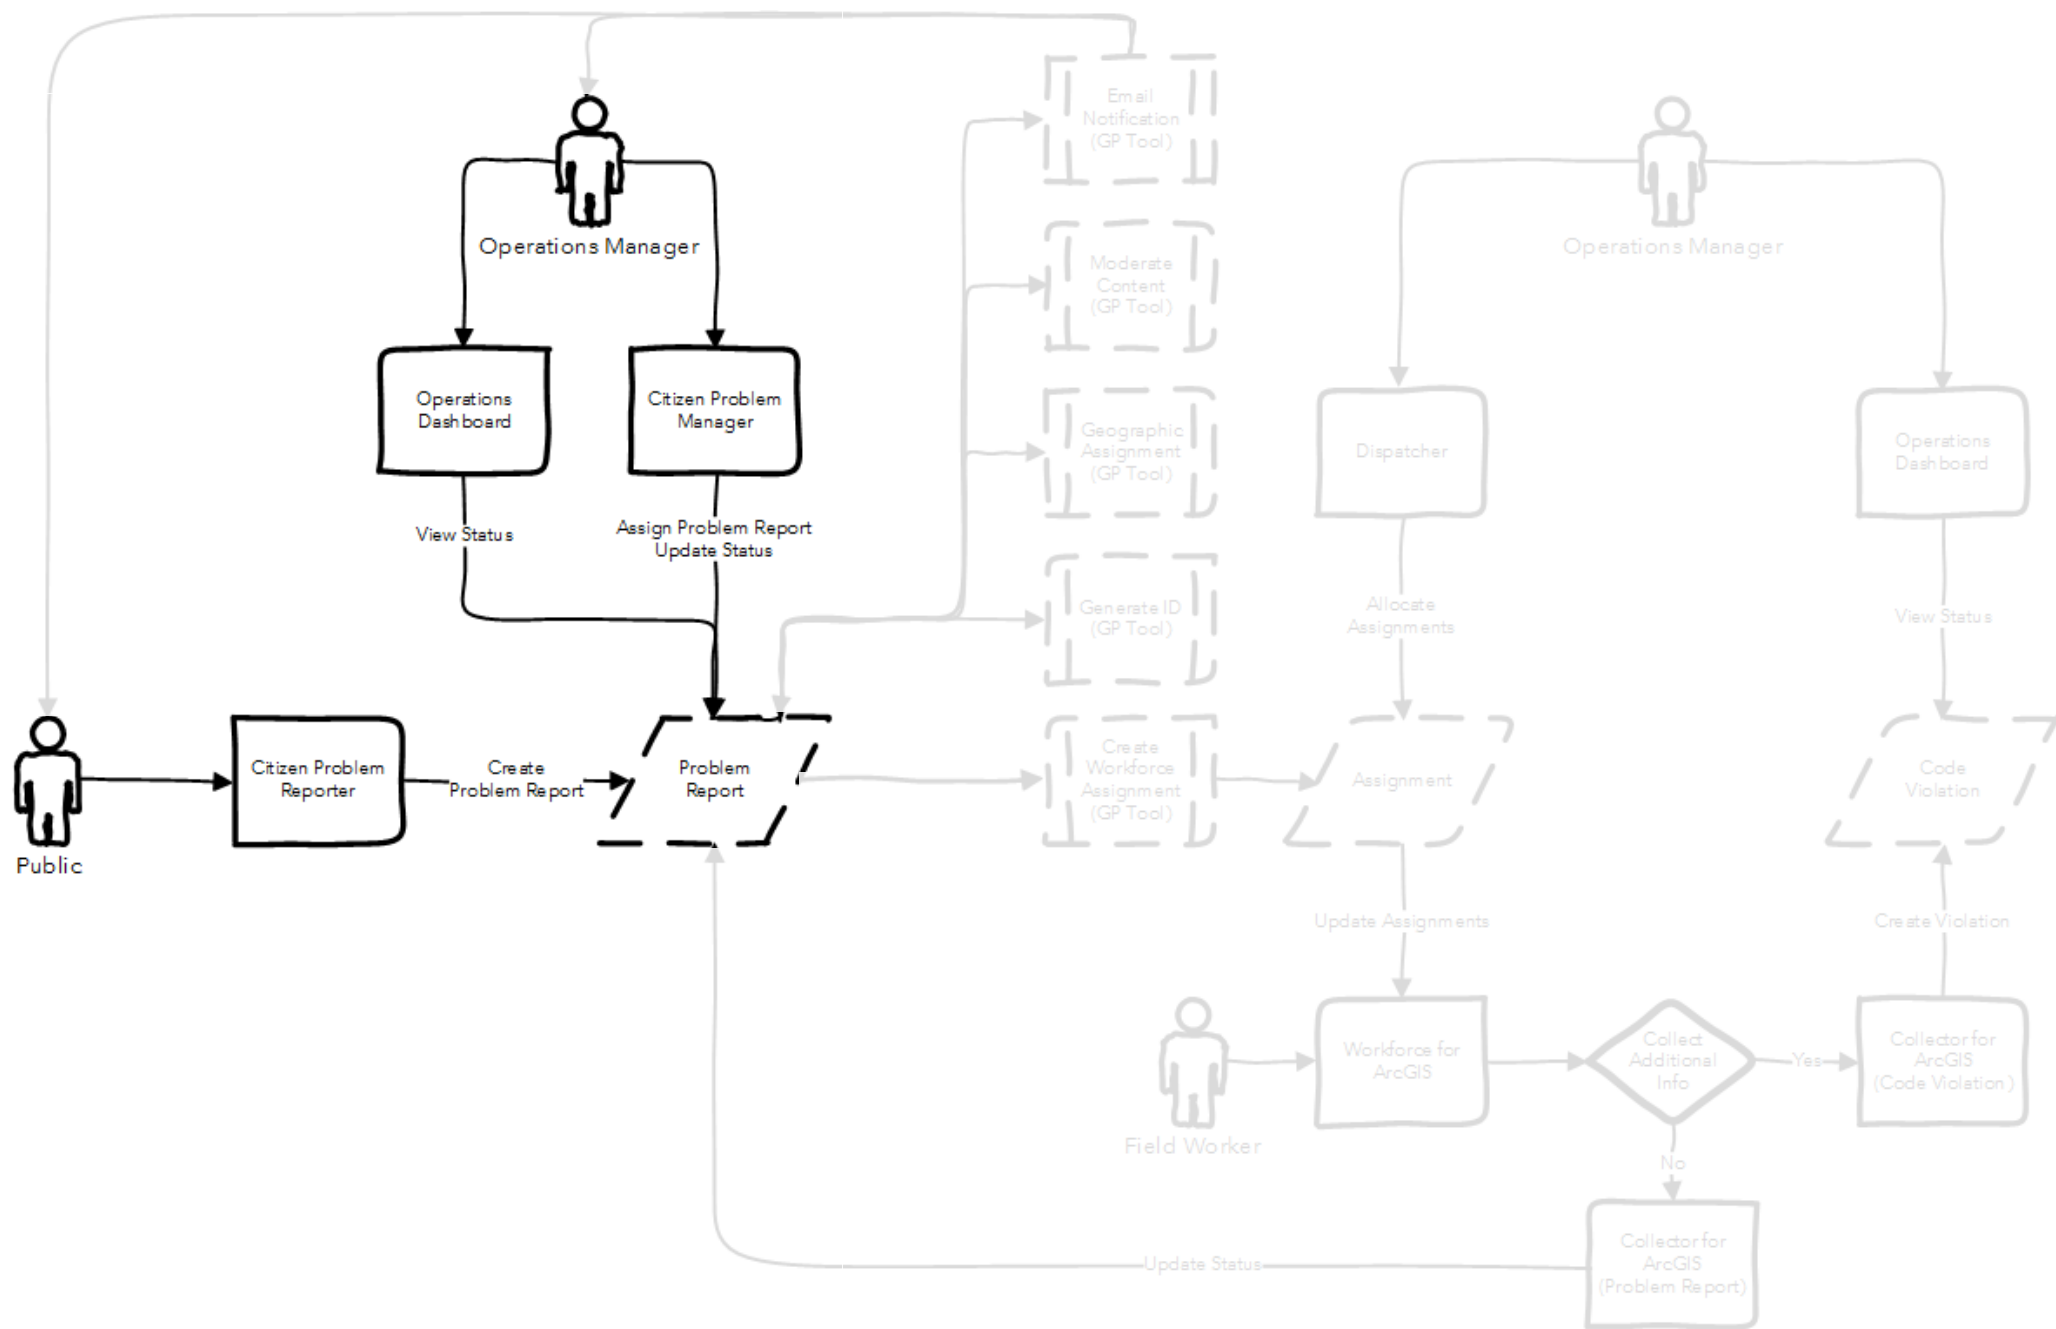 Email
Notification
(GP Tool)
Operations Manager
Operations Manager
Moderate
Content
(GP Tool)
Operations
Dashboard
Citizen Problem
Manager
Geographic
Assignment
(GP Tool)
Dispatcher
Operations
Dashboard
View Status
Assign Problem Report
Update Status
Generate ID
(GP Tool)
Allocate
Assignments
View Status
Public
Citizen Problem
Reporter
Create
Problem Report
Problem
Report
Create
Workforce
Assignment
(GP Tool)
Assignment
Code
Violation
Update Assignments
Create Violation
Field Worker
Workforce for
ArcGIS
Collect
Additional
Info
Yes
Collector for
ArcGIS
(Code Violation)
No
Collector for
ArcGIS
(Problem Report)
Update Status